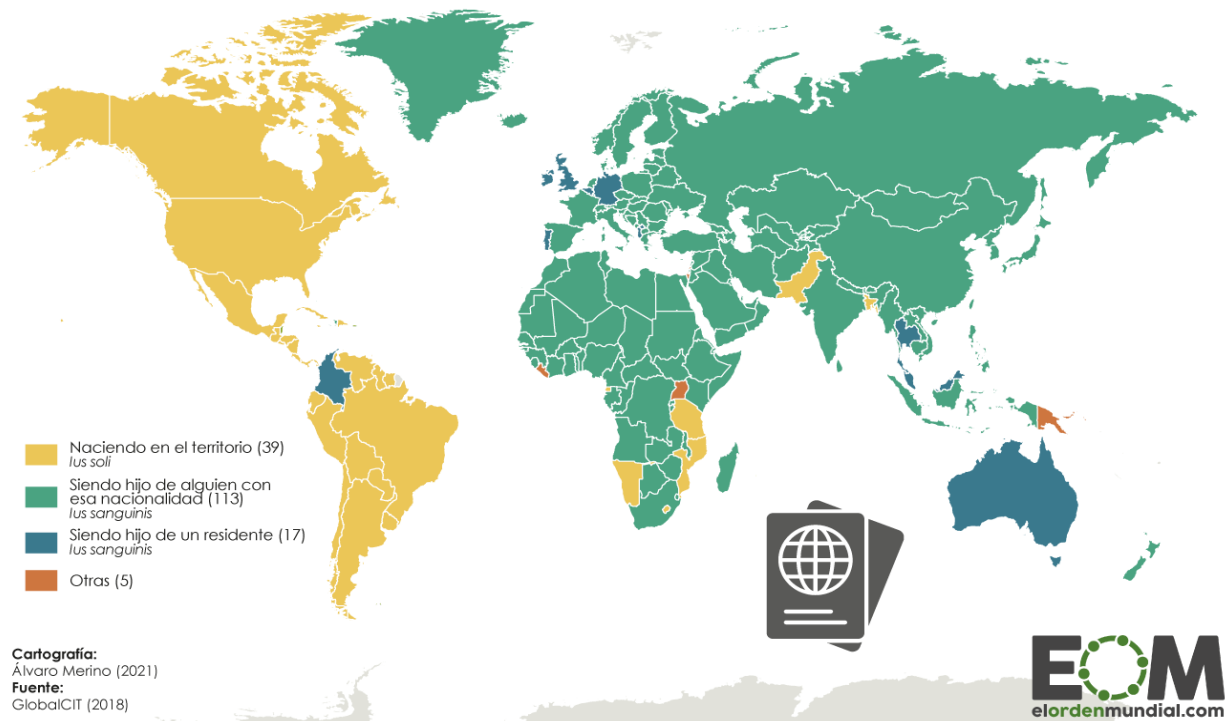 Naciendo en el territorio (39)
Ius soli
Siendo hijo de alguien con
esa nacionalidad (113)
Ius sanguinis
Siendo hijo de un residente (17)
Ius sanguinis
Otras (5)
Cartografía:
Álvaro Merino (2021)
Fuente:
GlobalCIT (2018)
EOM
elordenmundial.com